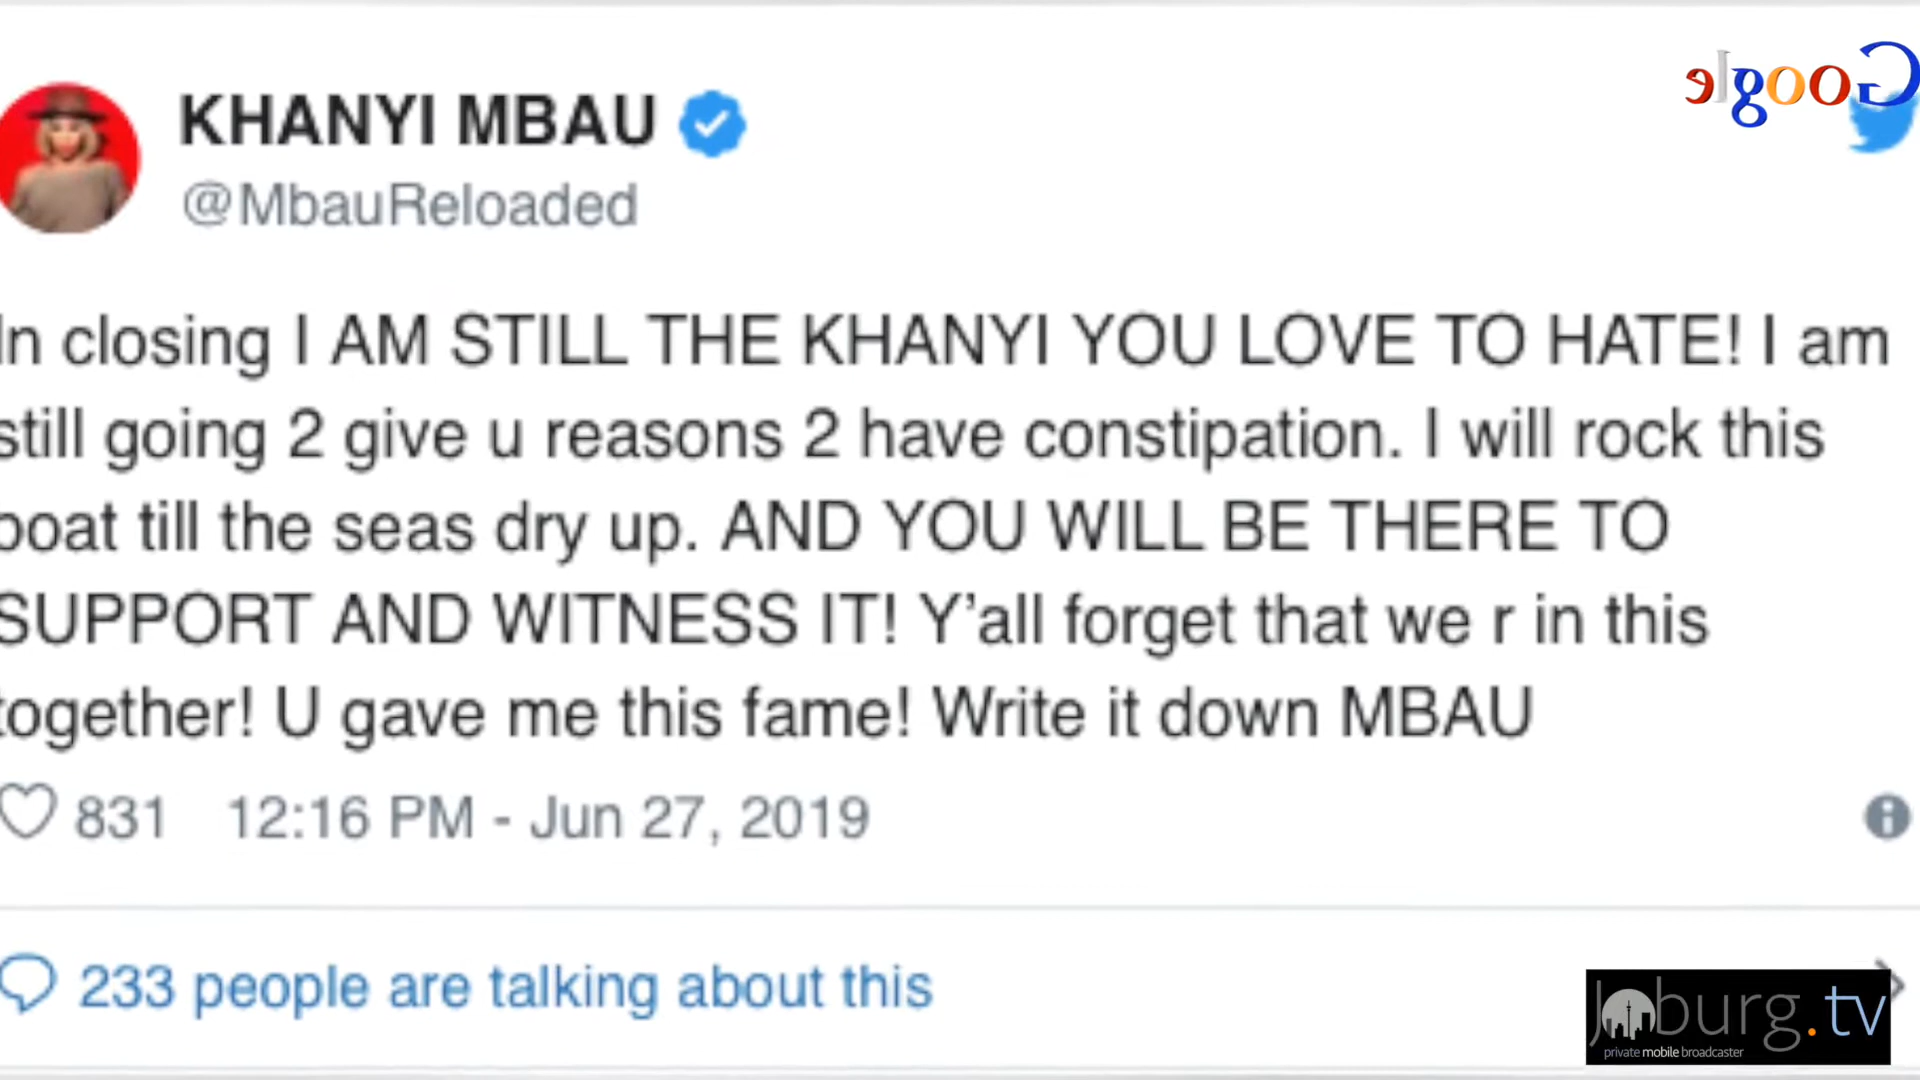 KHANYI MBAU
@MbauReloaded
Google
In closing I AM STILL THE KHANYI YOU LOVE TO HATE! I am
still going 2 give u reasons 2 have constipation. I will rock this
boat till the seas dry up. AND YOU WILL BE THERE TO
SUPPORT AND WITNESS IT! Y’all forget that we r in this
together! U gave me this fame! Write it down MBAU
831 12:16 PM - Jun 27, 2019
233 people are talking about this
Joburg.tv
private mobile broadcaster